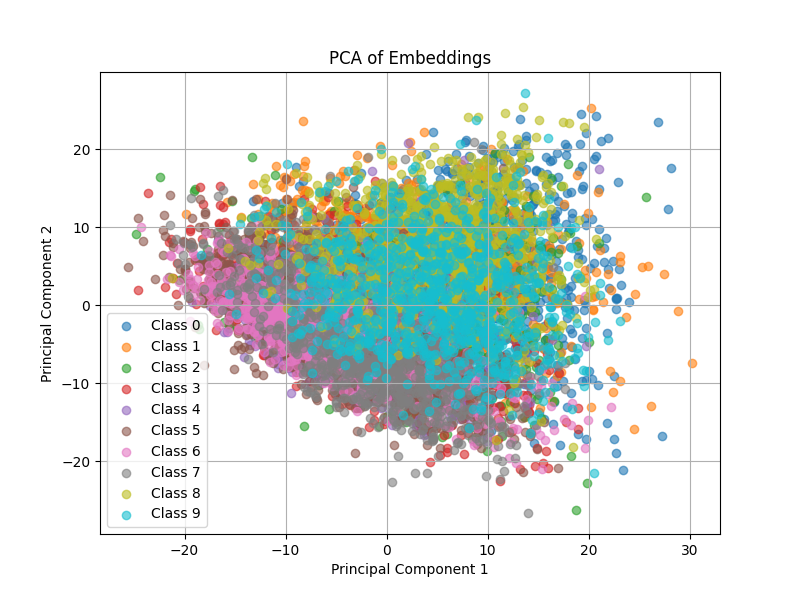 PCA of Embeddings
Principal Component 2
20
10
0
−10
−20
Class 0
Class 1
Class 2
Class 3
Class 4
Class 5
Class 6
Class 7
Class 8
Class 9
−20 −10 0 10 20 30
Principal Component 1